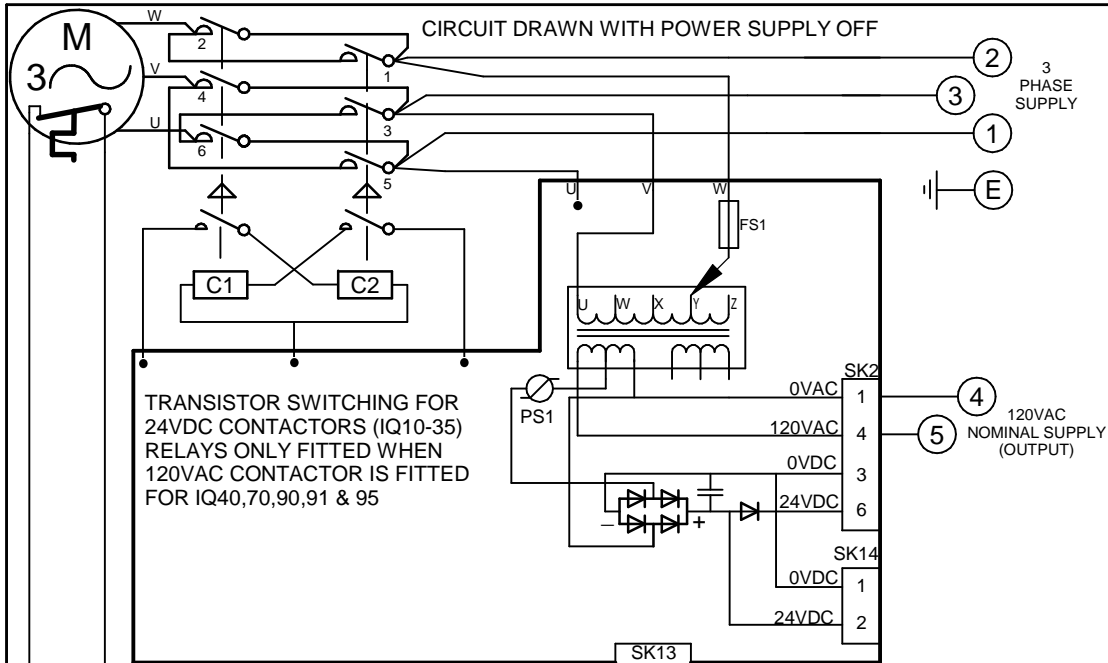 CIRCUIT DRAWN WITH POWER SUPPLY OFF
W
M
3
V
U
2
4
6
1
3
5
2
3
1
E
3
PHASE
SUPPLY
C1
C2
U
V
W
FS1
U
W
X
Y
Z
PS1
TRANSISTOR SWITCHING FOR
24VDC CONTACTORS (IQ10-35)
RELAYS ONLY FITTED WHEN
120VAC CONTACTOR IS FITTED
FOR IQ40,70,90,91 & 95
SK2
0VAC 1
120VAC 4
0VDC 3
24VDC 6
4
5
120VAC
NOMINAL SUPPLY
(OUTPUT)
– +
SK14
0VDC 1
24VDC 2
SK13